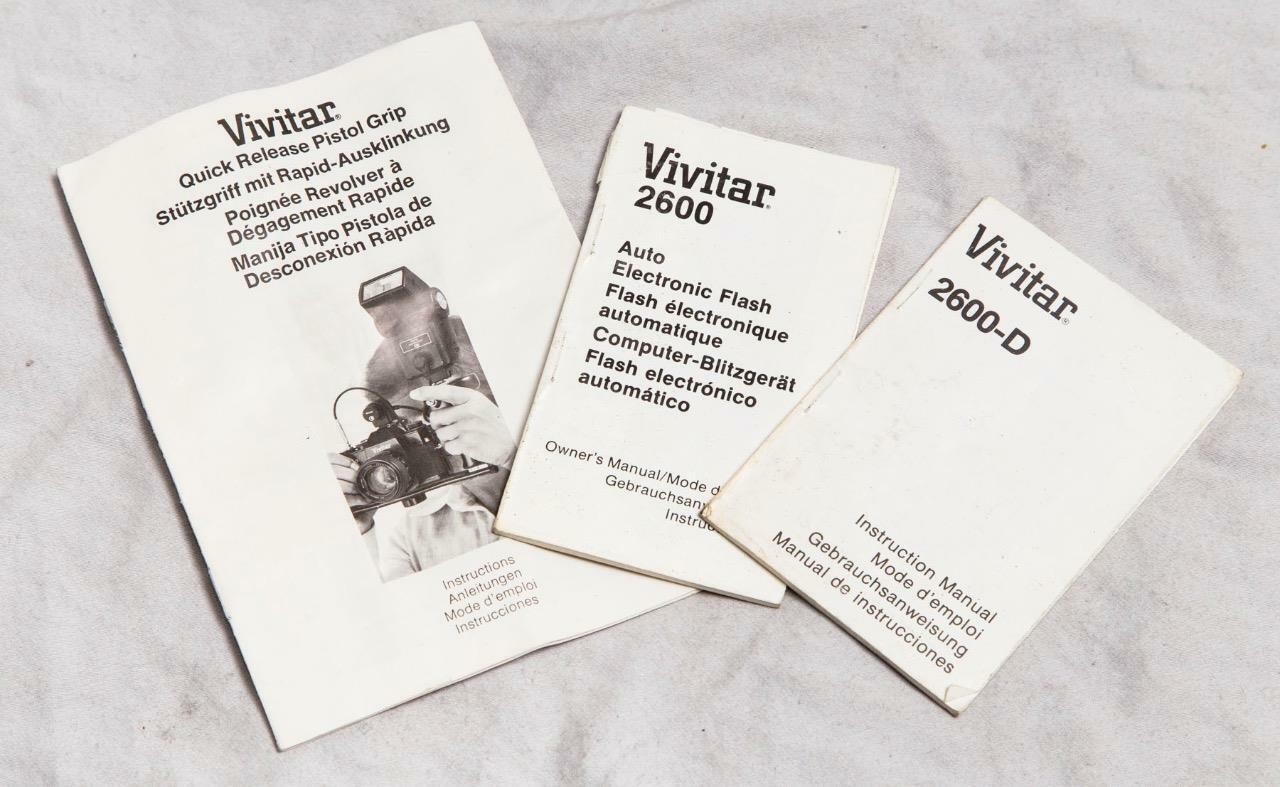 Vivitar®
Quick Release Pistol Grip
Stützgriff mit Rapid-Ausklinkung
Poignée Revolver à
Dégagement Rapide
Manija Tipo Pistola de
Desconexión Ràpida
Instructions
Anleitungen
Mode d'emploi
Instrucciones
Vivitar®
2600
Auto
Electronic Flash
Flash électronique
automatique
Computer-Blitzgerät
Flash electrónico
automático
Owner's Manual/Mode
Vivitar®
2600-D
Instruction Manual
Mode d'emploi
Gebrauchsanweisung
Manual de instrucciones